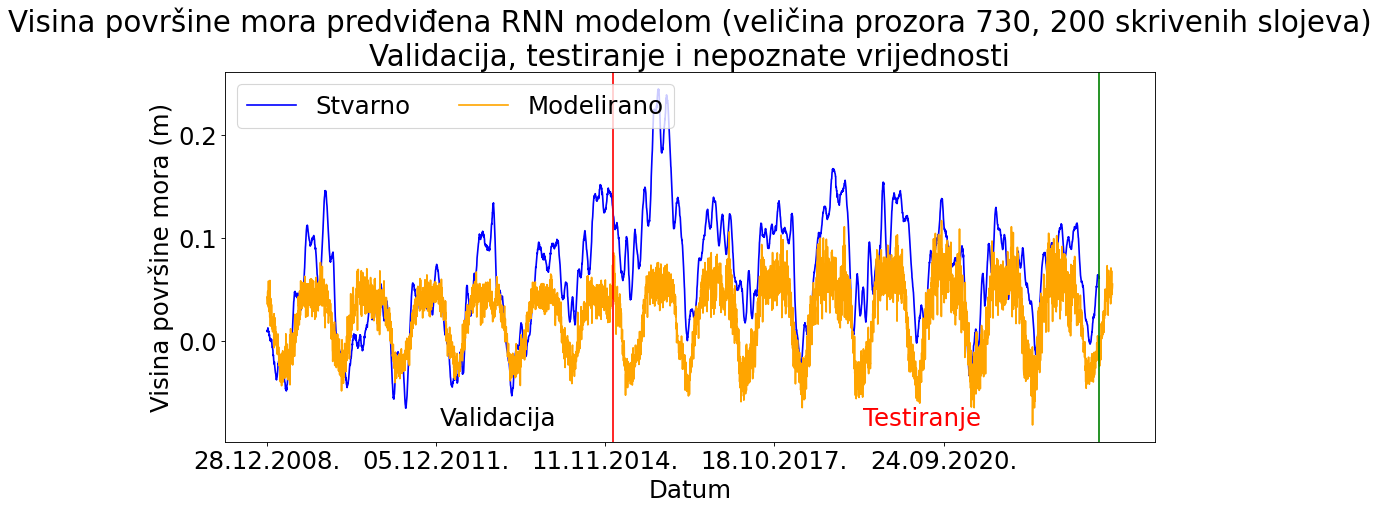 Visina površine mora predviđena RNN modelom (veličina prozora 730, 200 skrivenih slojeva)
Validacija, testiranje i nepoznate vrijednosti
Stvarno
Modelirano
Visina površine mora (m)
0.2
0.1
0.0
Validacija
Testiranje
28.12.2008.
05.12.2011.
11.11.2014.
18.10.2017.
24.09.2020.
Datum